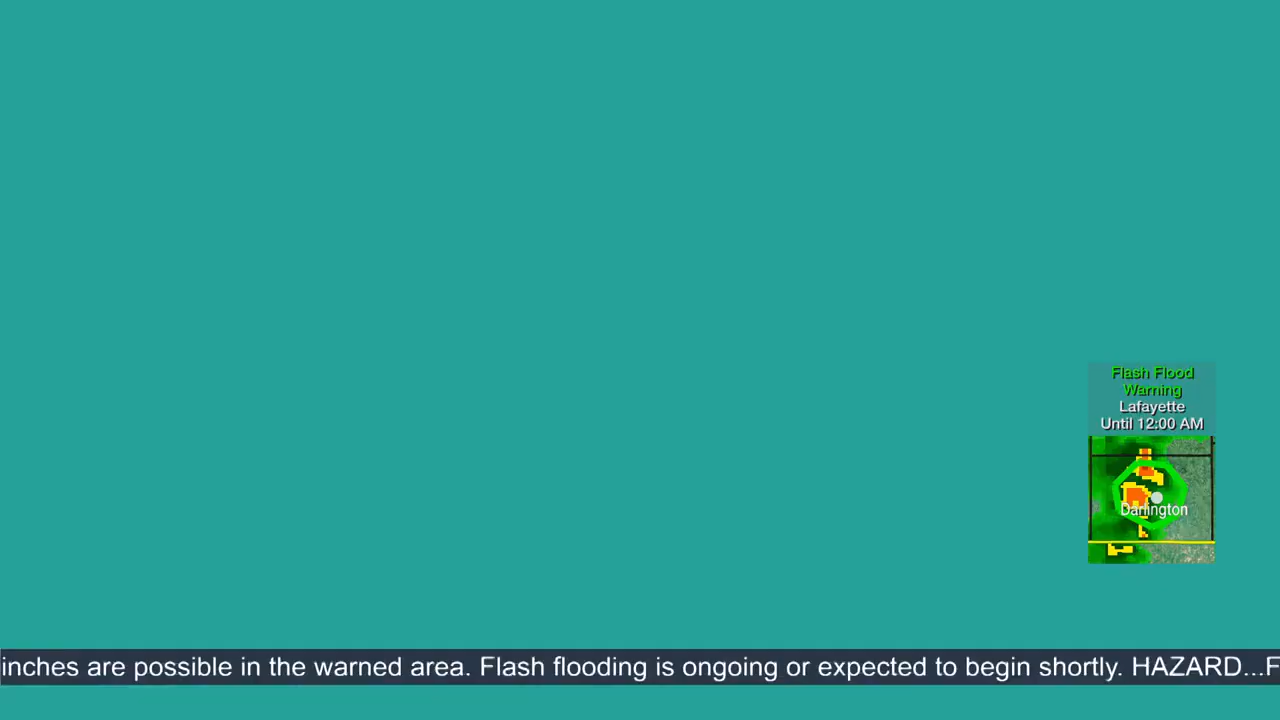 Flash Flood
Warning
Lafayette
Until 12:00 AM
Darlington
inches are possible in the warned area. Flash flooding is ongoing or expected to begin shortly. HAZARD...F